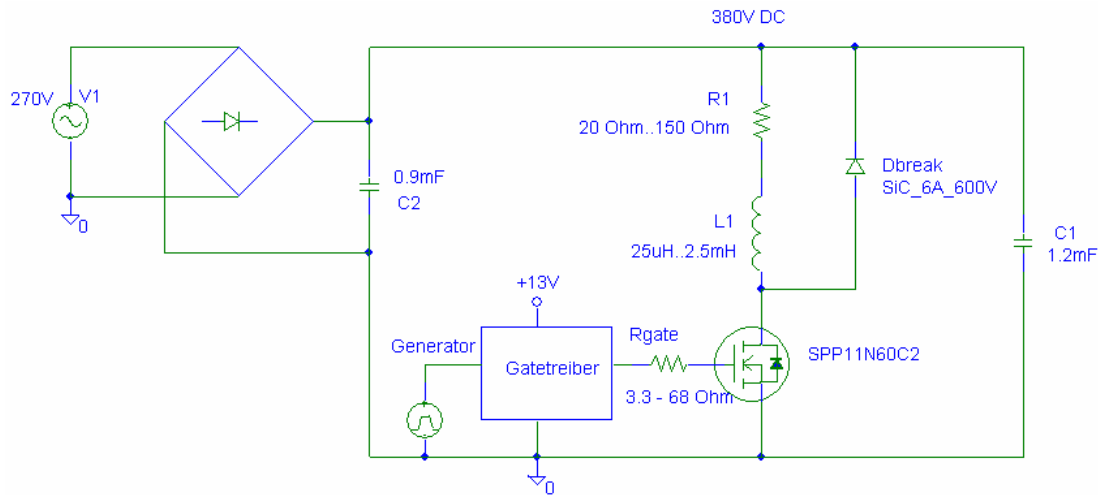 380V DC
270V
V1
0
0.9mF
C2
R1
20 Ohm..150 Ohm
L1
25uH..2.5mH
Dbreak
SiC_6A_600V
C1
1.2mF
+13V
Generator
Gatetreiber
Rgate
3.3 - 68 Ohm
SPP11N60C2
0